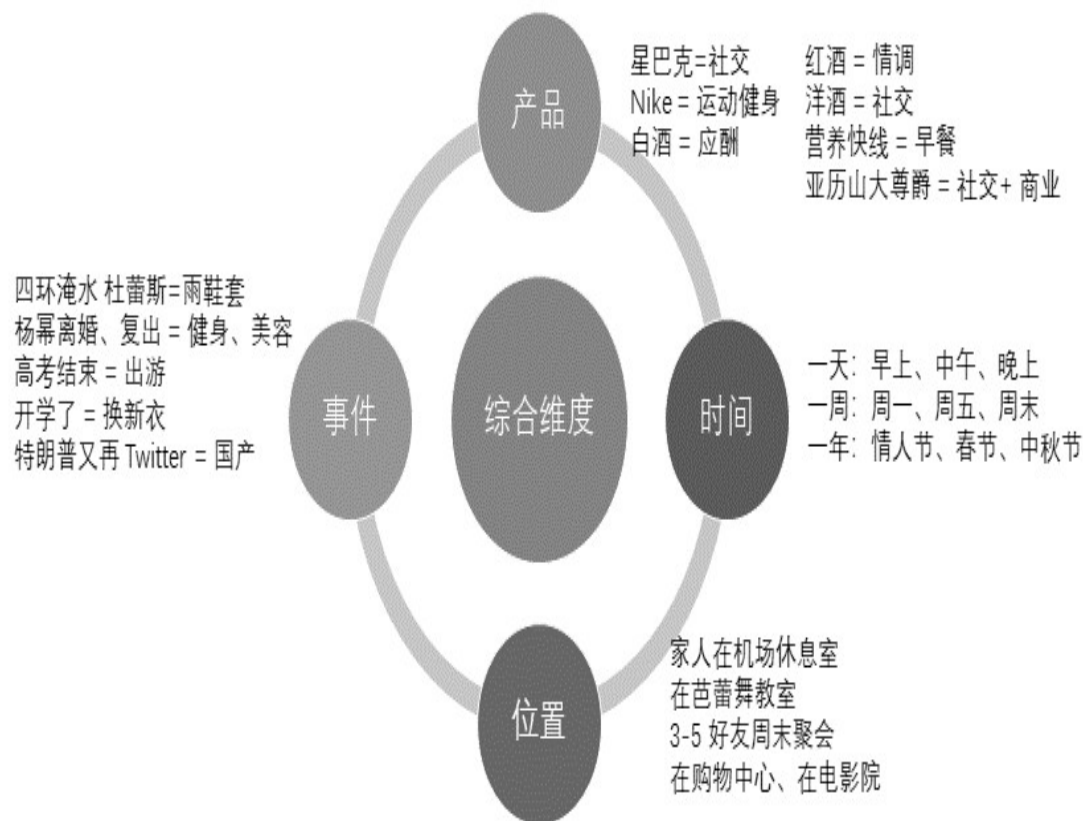 产品
星巴克=社交
Nike = 运动健身
白酒 = 应酬
红酒 = 情调
洋酒 = 社交
营养快线 = 早餐
亚历山大尊爵 = 社交+ 商业
四环淹水 杜蕾斯=雨鞋套
杨幂离婚、复出 = 健身、美容
高考结束 = 出游
开学了 = 换新衣
特朗普又再 Twitter = 国产
事件
综合维度
时间
一天：早上、中午、晚上
一周：周一、周五、周末
一年：情人节、春节、中秋节
位置
家人在机场休息室
在芭蕾舞教室
3-5 好友周末聚会
在购物中心、在电影院